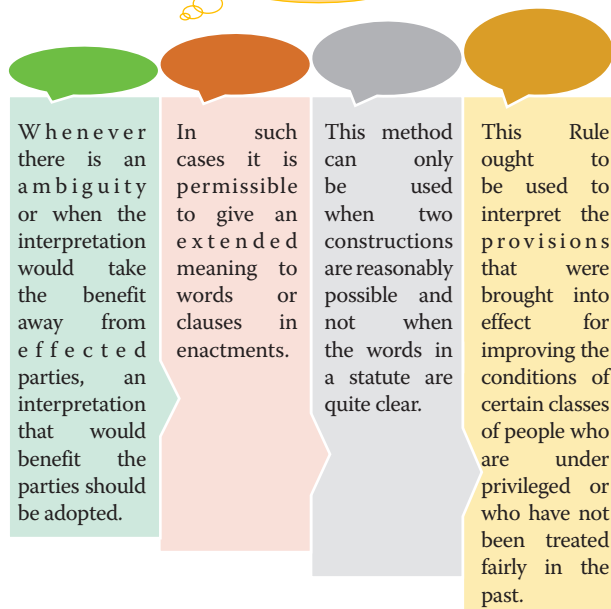 Whenever
there is an
ambiguity
or when the
interpretation
would take
the benefit
away from
effected
parties, an
interpretation
that would
benefit the
parties should
be adopted.
In such
cases it is
permissible
to give an
extended
meaning to
words or
clauses in
enactments.
This method
can only
be used
when two
constructions
are reasonably
possible and
not when
the words in
a statute are
quite clear.
This Rule
ought to
be used to
interpret the
provisions
that were
brought into
effect for
improving the
conditions of
certain classes
of people who
are under
privileged or
who have not
been treated
fairly in the
past.